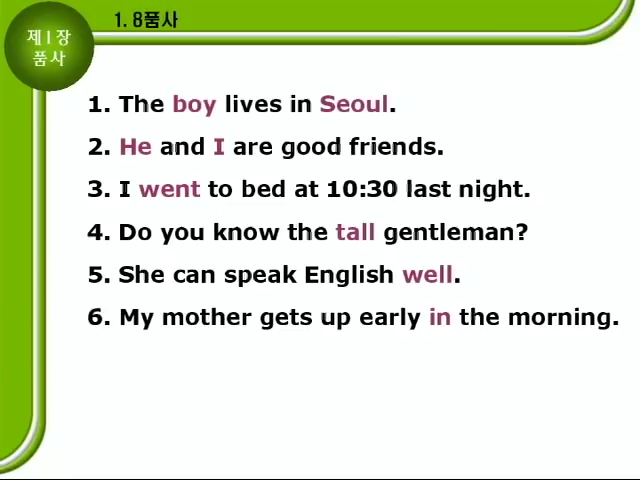 제 I 장
품사
1. 8품사
1. The boy lives in Seoul.
2. He and I are good friends.
3. I went to bed at 10:30 last night.
4. Do you know the tall gentleman?
5. She can speak English well.
6. My mother gets up early in the morning.